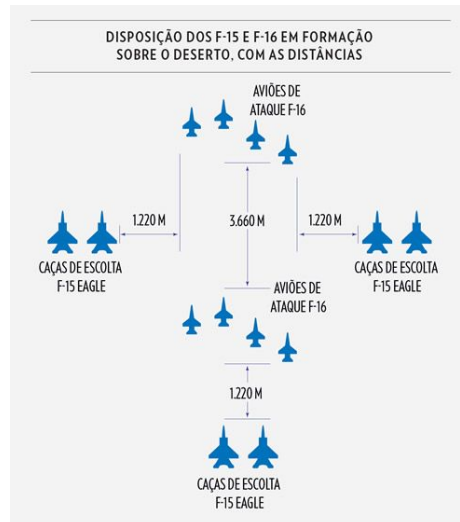 DISPOSIÇÃO DOS F-15 E F-16 EM FORMAÇÃO
SOBRE O DESERTO, COM AS DISTÂNCIAS
AVIÕES DE
ATAQUE F-16
1.220 M
3.660 M
1.220 M
CAÇAS DE ESCOLTA
F-15 EAGLE
CAÇAS DE ESCOLTA
F-15 EAGLE
AVIÕES DE
ATAQUE F-16
1.220 M
CAÇAS DE ESCOLTA
F-15 EAGLE